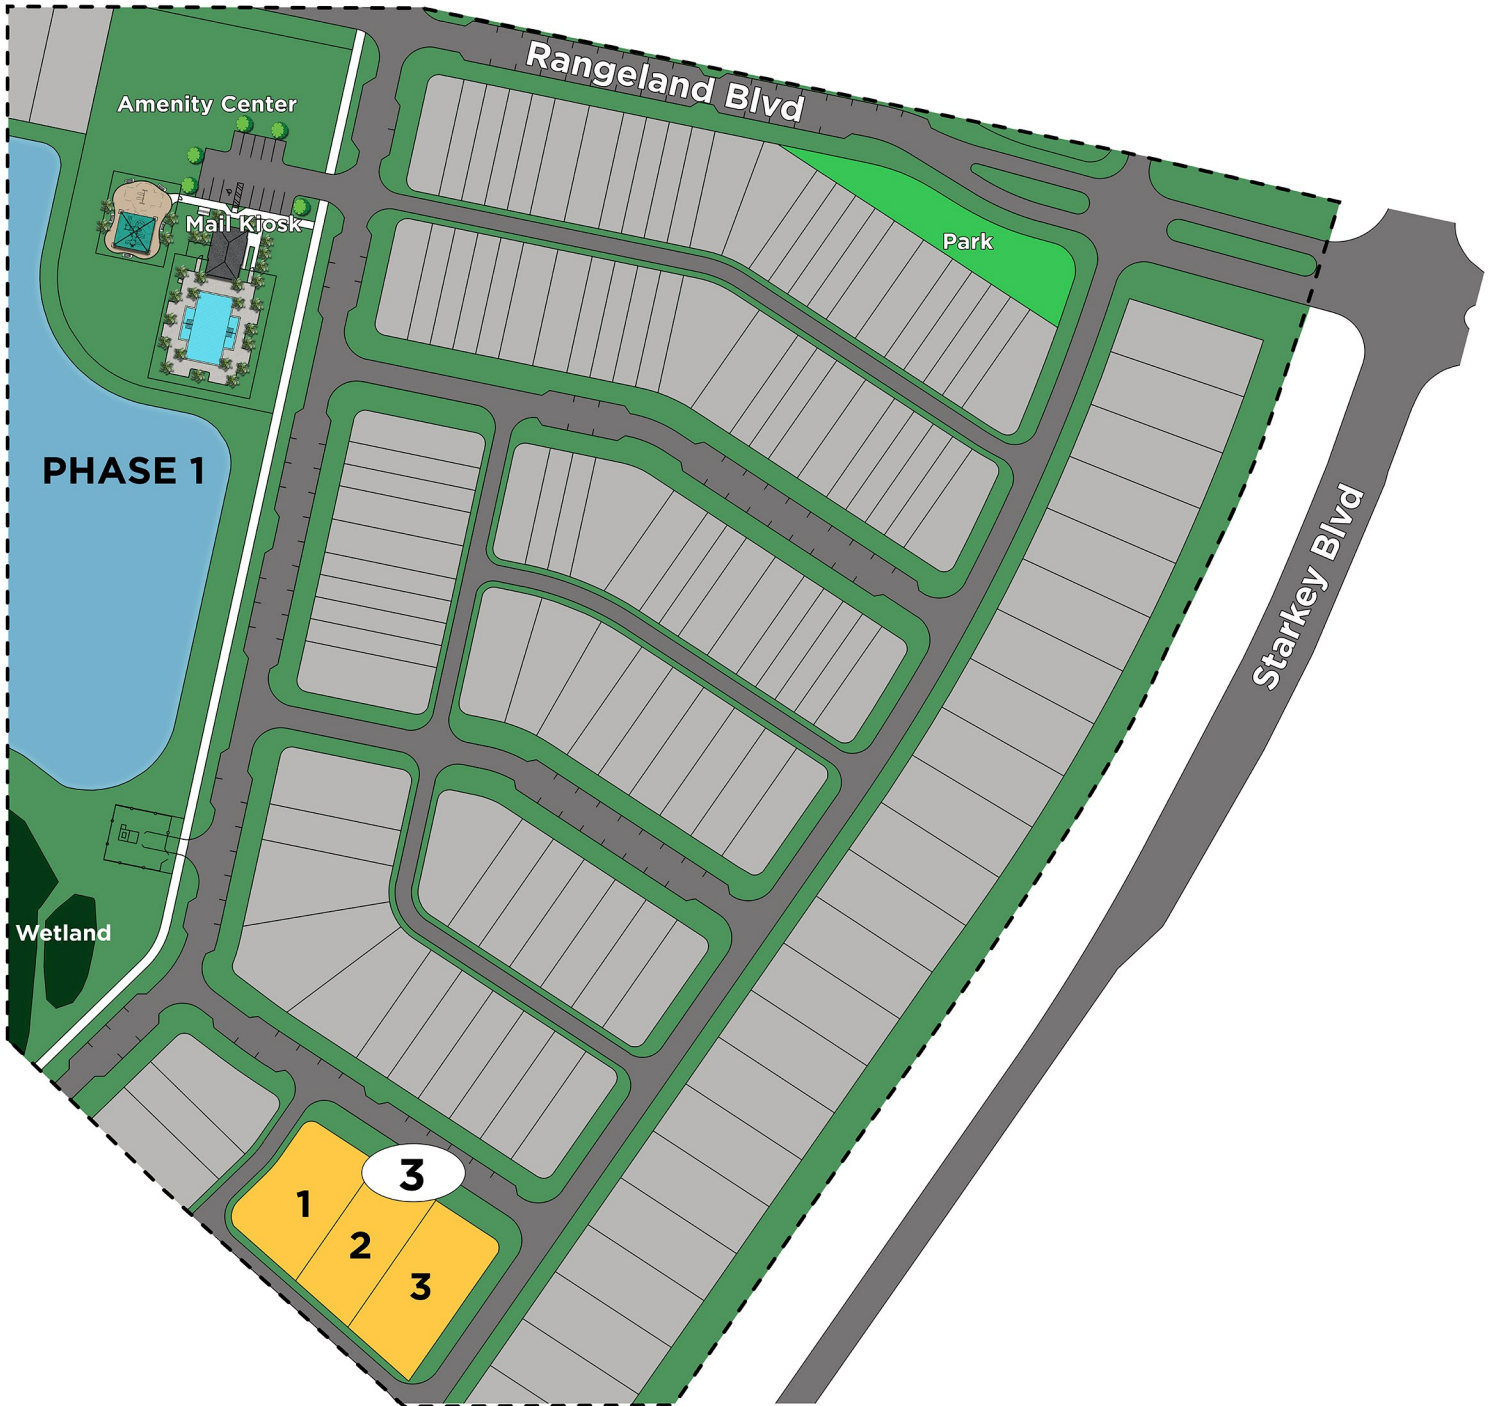 Rangeland Blvd
Amenity Center
Mail Kiosk
Park
PHASE 1
Starkey Blvd
Wetland
3
1
2
3